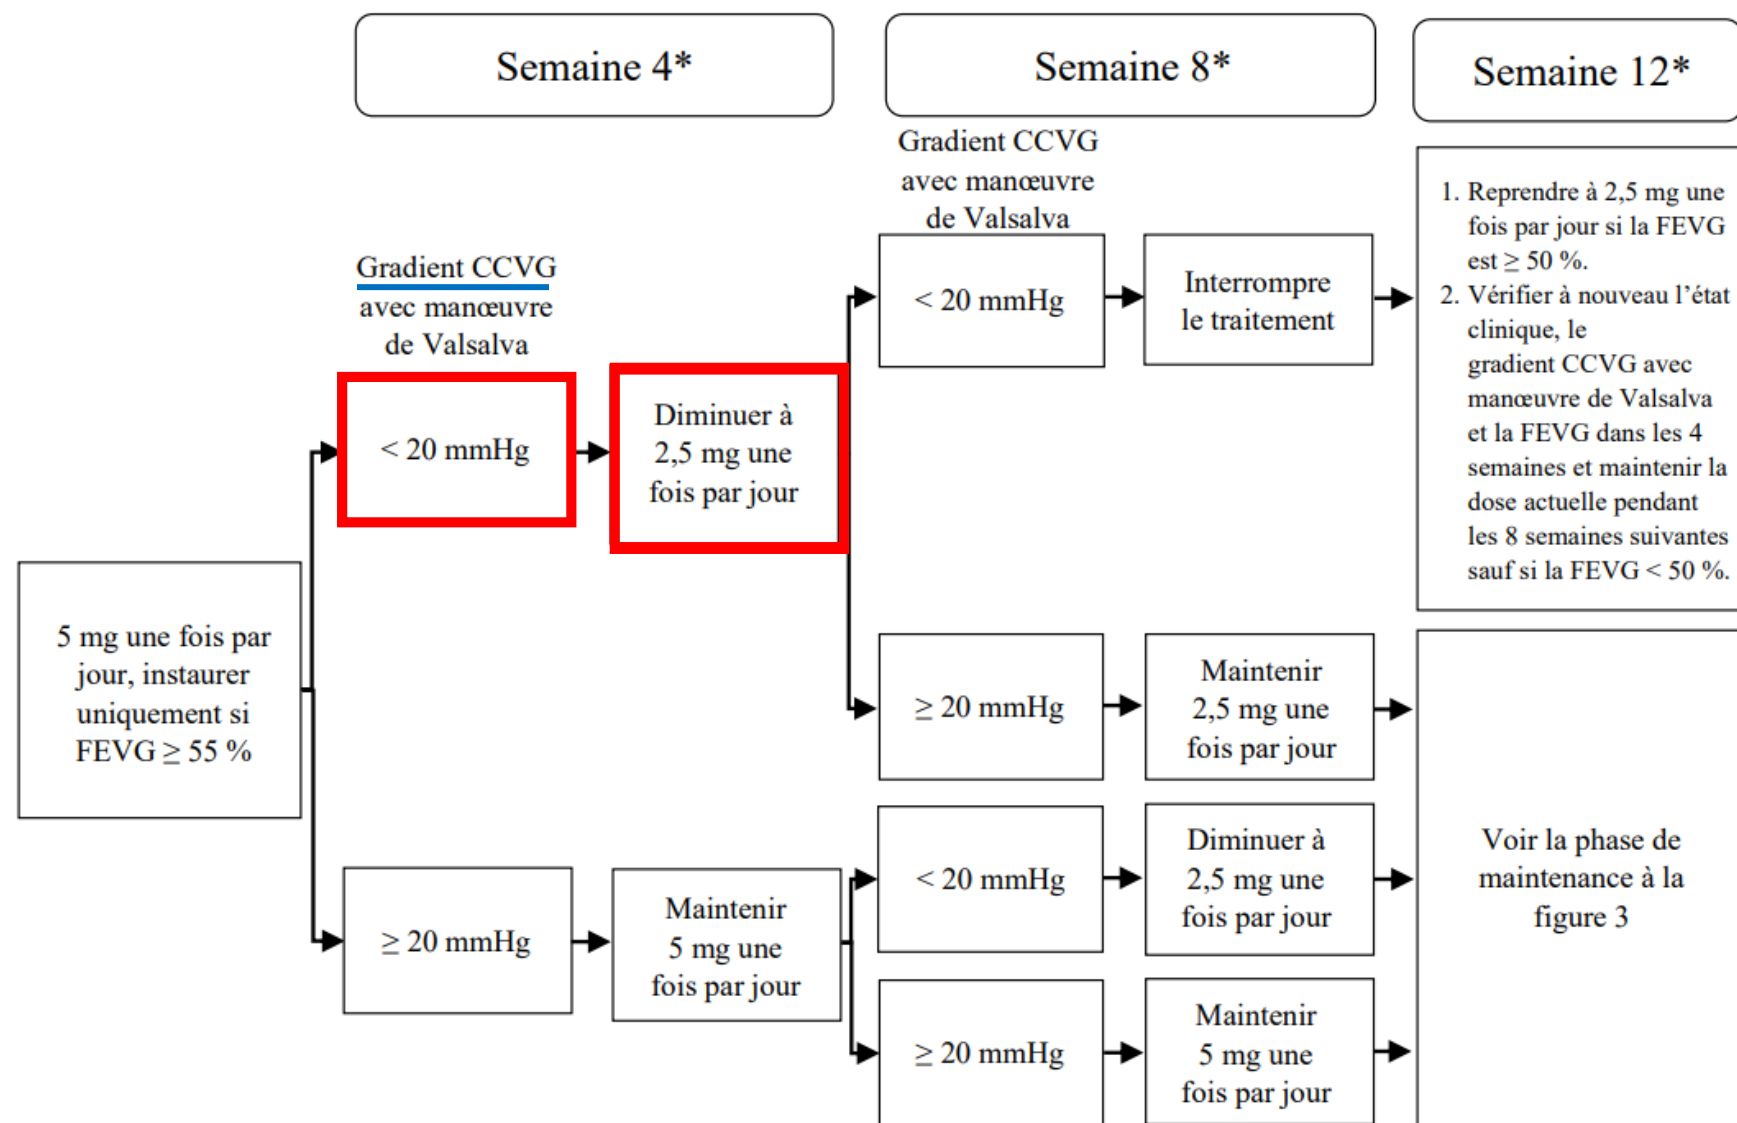 Semaine 4*
Semaine 8*
Semaine 12*
Gradient CCVG
avec manœuvre
de Valsalva
Gradient CCVG
avec manœuvre
de Valsalva
5 mg une fois par
jour, instaurer
uniquement si
FEVG ≥ 55 %
< 20 mmHg
Diminuer à
2,5 mg une
fois par jour
≥ 20 mmHg
Maintenir
5 mg une
fois par jour
< 20 mmHg
Interrompre
le traitement
≥ 20 mmHg
Maintenir
2,5 mg une
fois par jour
< 20 mmHg
Diminuer à
2,5 mg une
fois par jour
≥ 20 mmHg
Maintenir
5 mg une
fois par jour
1. Reprendre à 2,5 mg une
fois par jour si la FEVG
est ≥ 50 %.
2. Vérifier à nouveau l’état
clinique, le
gradient CCVG avec
manœuvre de Valsalva
et la FEVG dans les 4
semaines et maintenir la
dose actuelle pendant
les 8 semaines suivantes
sauf si la FEVG < 50 %.
Voir la phase de
maintenance à la
figure 3